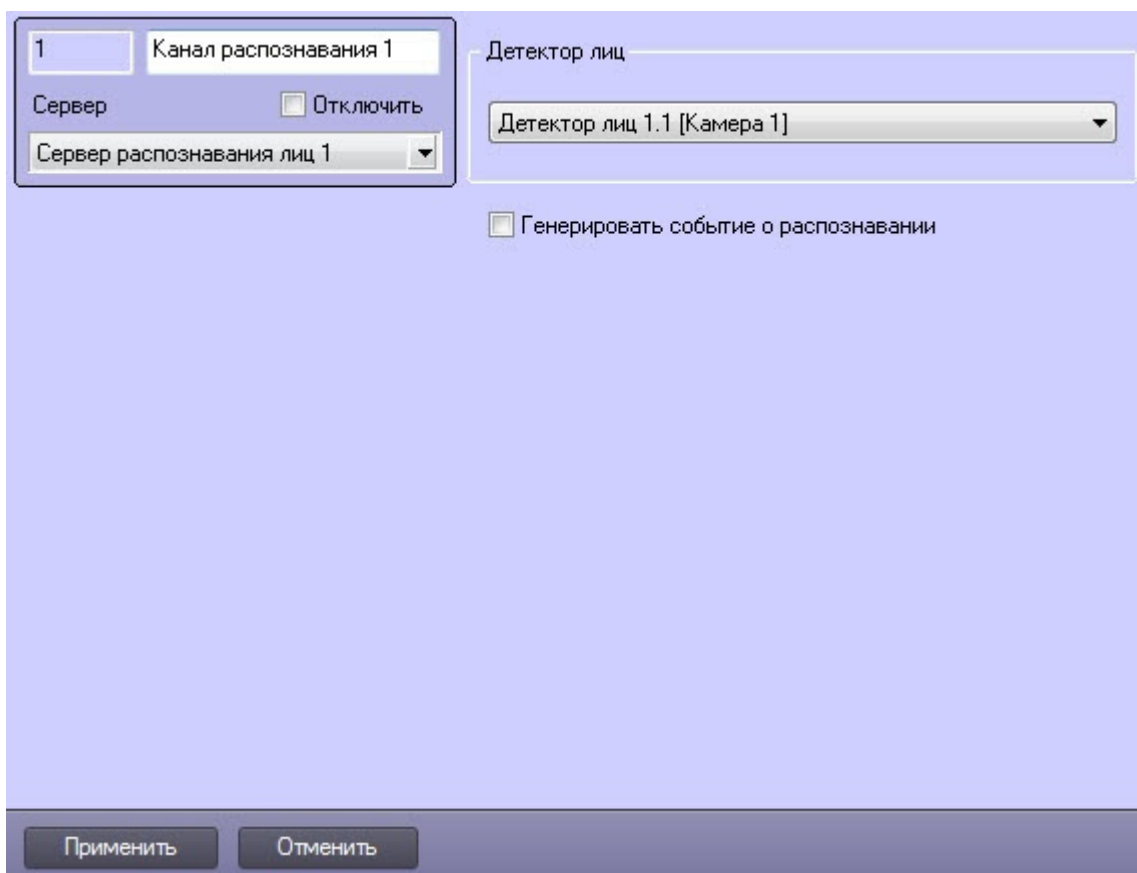 1
Канал распознавания 1
Сервер
Отключить
Сервер распознавания лиц 1
Детектор лиц
Детектор лиц 1.1 [Камера 1]
Генерировать событие о распознавании
Применить
Отменить